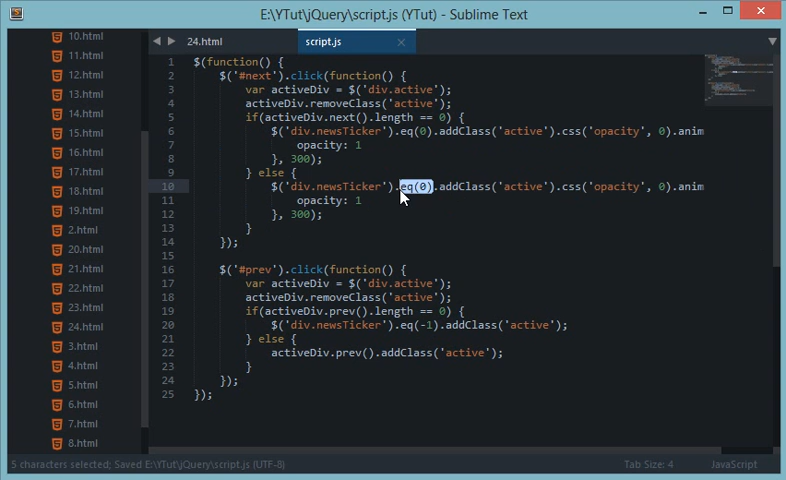 E:\YTut\jQuery\script.js (YTut) - Sublime Text
10.html
11.html
12.html
13.html
14.html
15.html
16.html
17.html
18.html
19.html
2.html
20.html
21.html
22.html
23.html
24.html
3.html
4.html
5.html
6.html
7.html
8.html
24.html
script.js
1 $(function() {
2 $('#next').click(function() {
3 var activeDiv = $('div.active');
4 activeDiv.removeClass('active');
5 if(activeDiv.next().length == 0) {
6 $('div.newsTicker').eq(0).addClass('active').css('opacity', 0).anim
7 opacity: 1
8 }, 300);
9 } else {
10 $('div.newsTicker').eq(0).addClass('active').css('opacity', 0).anim
11 opacity: 1
12 }, 300);
13 }
14 });
15
16 $('#prev').click(function() {
17 var activeDiv = $('div.active');
18 activeDiv.removeClass('active');
19 if(activeDiv.prev().length == 0) {
20 $('div.newsTicker').eq(-1).addClass('active');
21 } else {
22 activeDiv.prev().addClass('active');
23 }
24 });
25 });
5 characters selected; Saved E:\YTut\jQuery\script.js (UTF-8)
Tab Size: 4
JavaScript